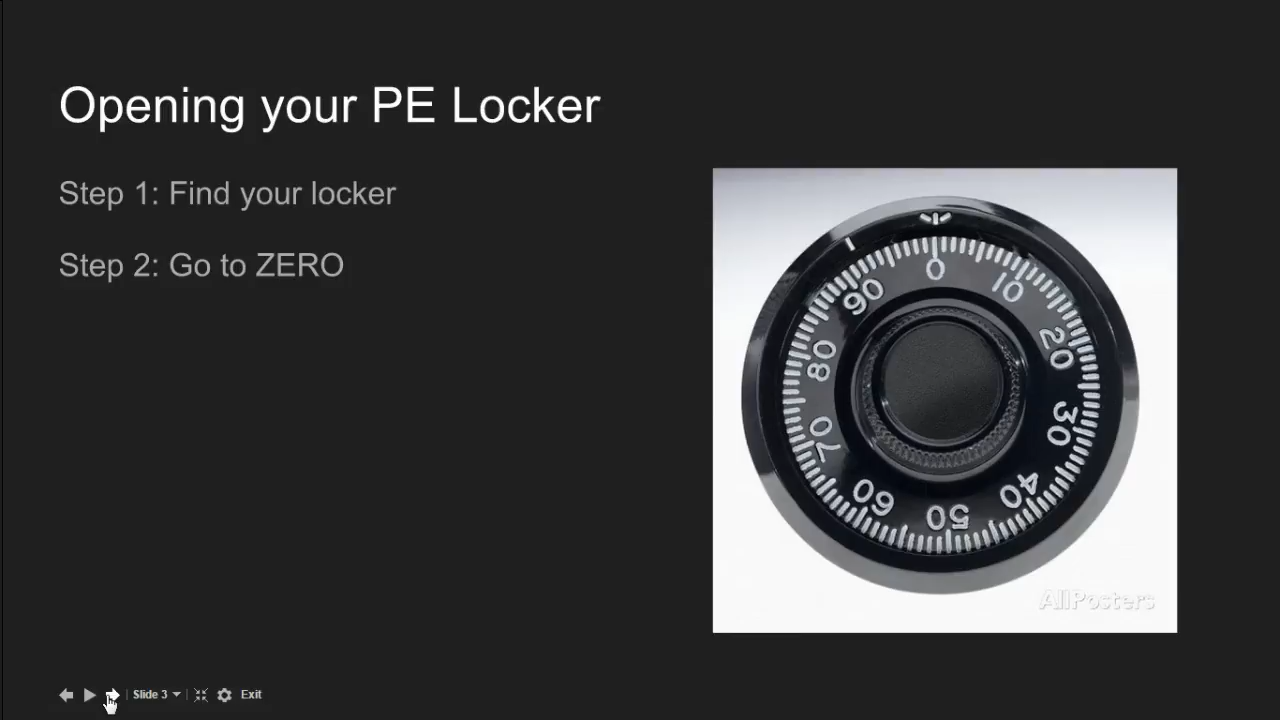 Opening your PE Locker
Step 1: Find your locker
Step 2: Go to ZERO
0
10
20
30
40
50
60
70
80
90
AllPosters
Slide 3
Exit